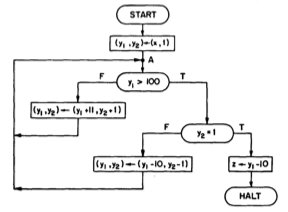 START
(y₁, y₂)←(x, 1)
A
F
y₁ > 100
T
(y₁, y₂) ← (y₁+11, y₂+1)
F
y₂ = 1
T
(y₁, y₂) ← (y₁-10, y₂-1)
z ← y₁-10
HALT